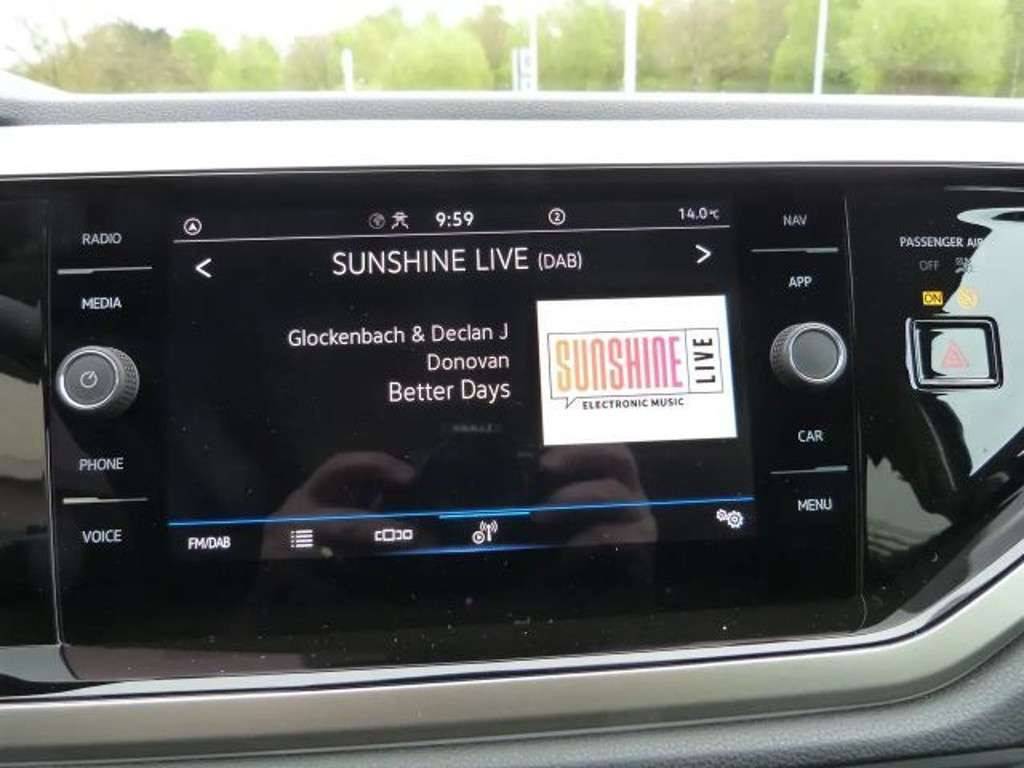 9:59
2
14.0°C
NAV
RADIO
PASSENGER AI
OFF
< SUNSHINE LIVE (DAB) >
APP
MEDIA
ON
Glockenbach & Declan J
Donovan
Better Days
SUNSHINE
LIVE
ELECTRONIC MUSIC
CAR
PHONE
MENU
VOICE
FM/DAB